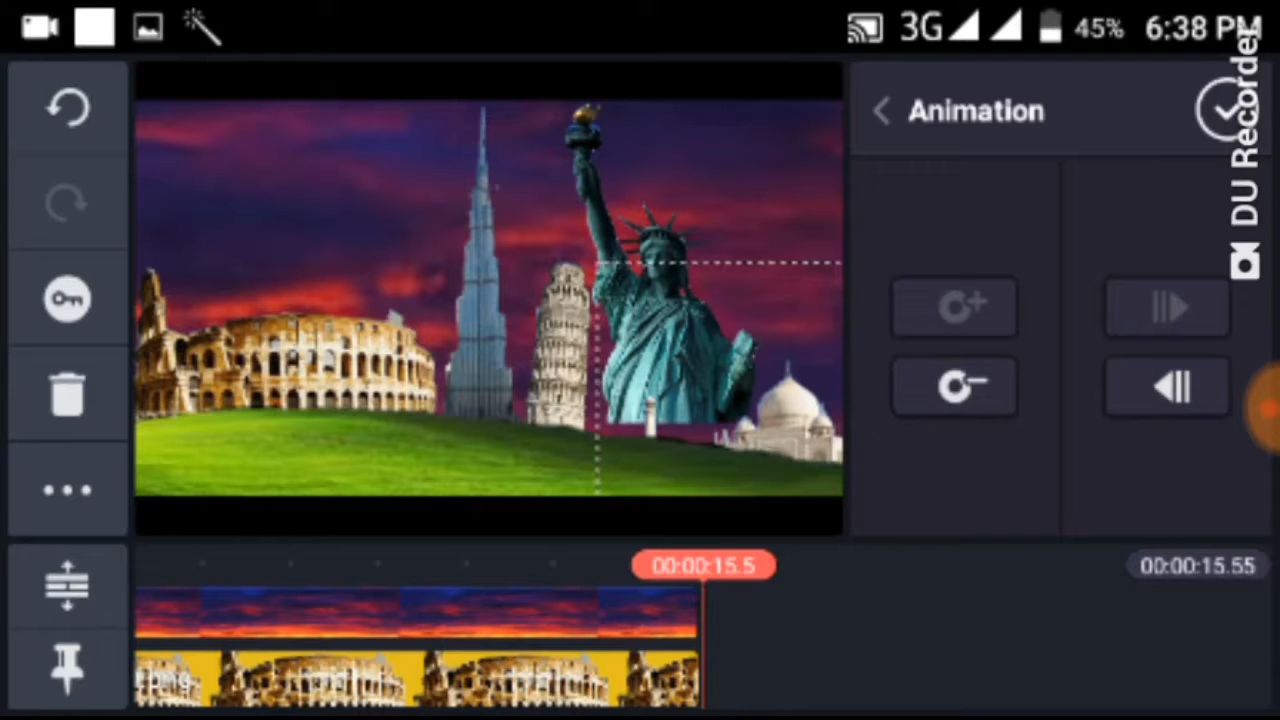 3G 45% 6:38 PM
Animation
DU Recorder
00:00:15.5
00:00:15.55